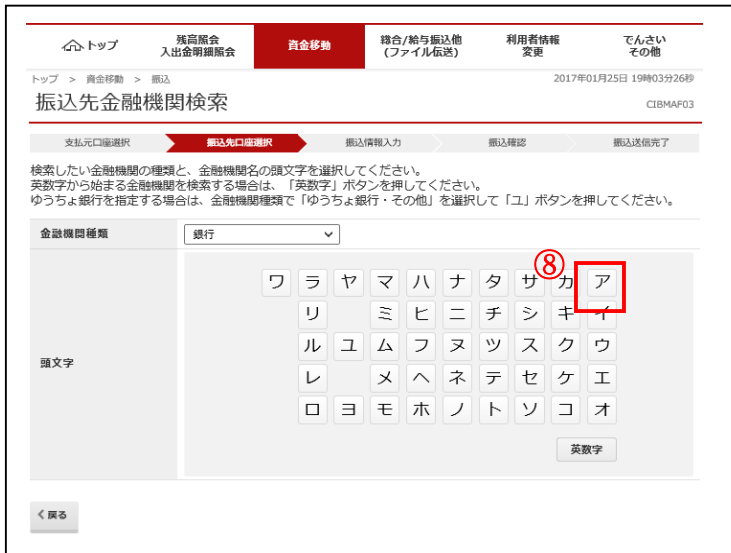 トップ
残高照会
入出金明細照会
資金移動
総合/給与振込他
(ファイル伝送)
利用者情報
変更
でんさい
その他
トップ > 資金移動 > 振込
2017年01月25日 19時03分26秒
振込先金融機関検索
CIBMAF03
支払元口座選択
振込先口座選択
振込情報入力
振込確認
振込送信完了
検索したい金融機関の種類と、金融機関名の頭文字を選択してください。
英数字から始まる金融機関を検索する場合は、「英数字」ボタンを押してください。
ゆうちょ銀行を指定する場合は、金融機関種類で「ゆうちょ銀行・その他」を選択して「ユ」ボタンを押してください。
金融機関種類
銀行
⑧
頭文字
ワ ラ ヤ マ ハ ナ タ サ カ ア
リ ミ ヒ ニ チ シ キ イ
ル ユ ム フ ヌ ツ ス ク ウ
レ メ ヘ ネ テ セ ケ エ
ロ ヨ モ ホ ノ ト ソ コ オ
英数字
戻る